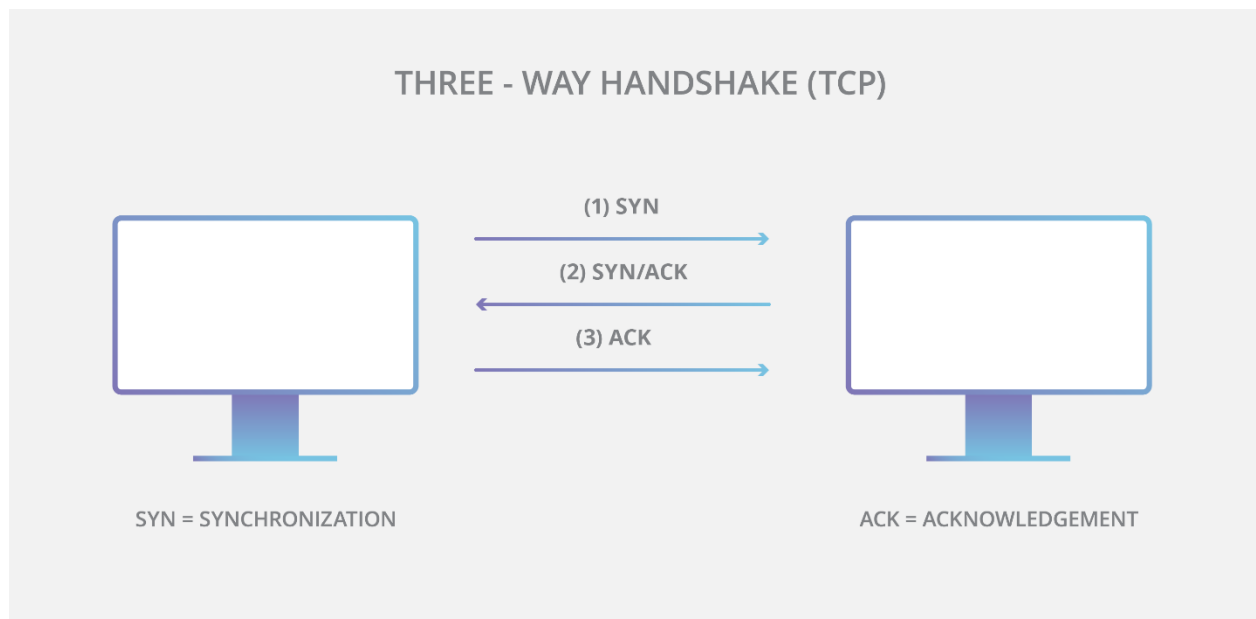 THREE - WAY HANDSHAKE (TCP)
(1) SYN
(2) SYN/ACK
(3) ACK
SYN = SYNCHRONIZATION
ACK = ACKNOWLEDGEMENT